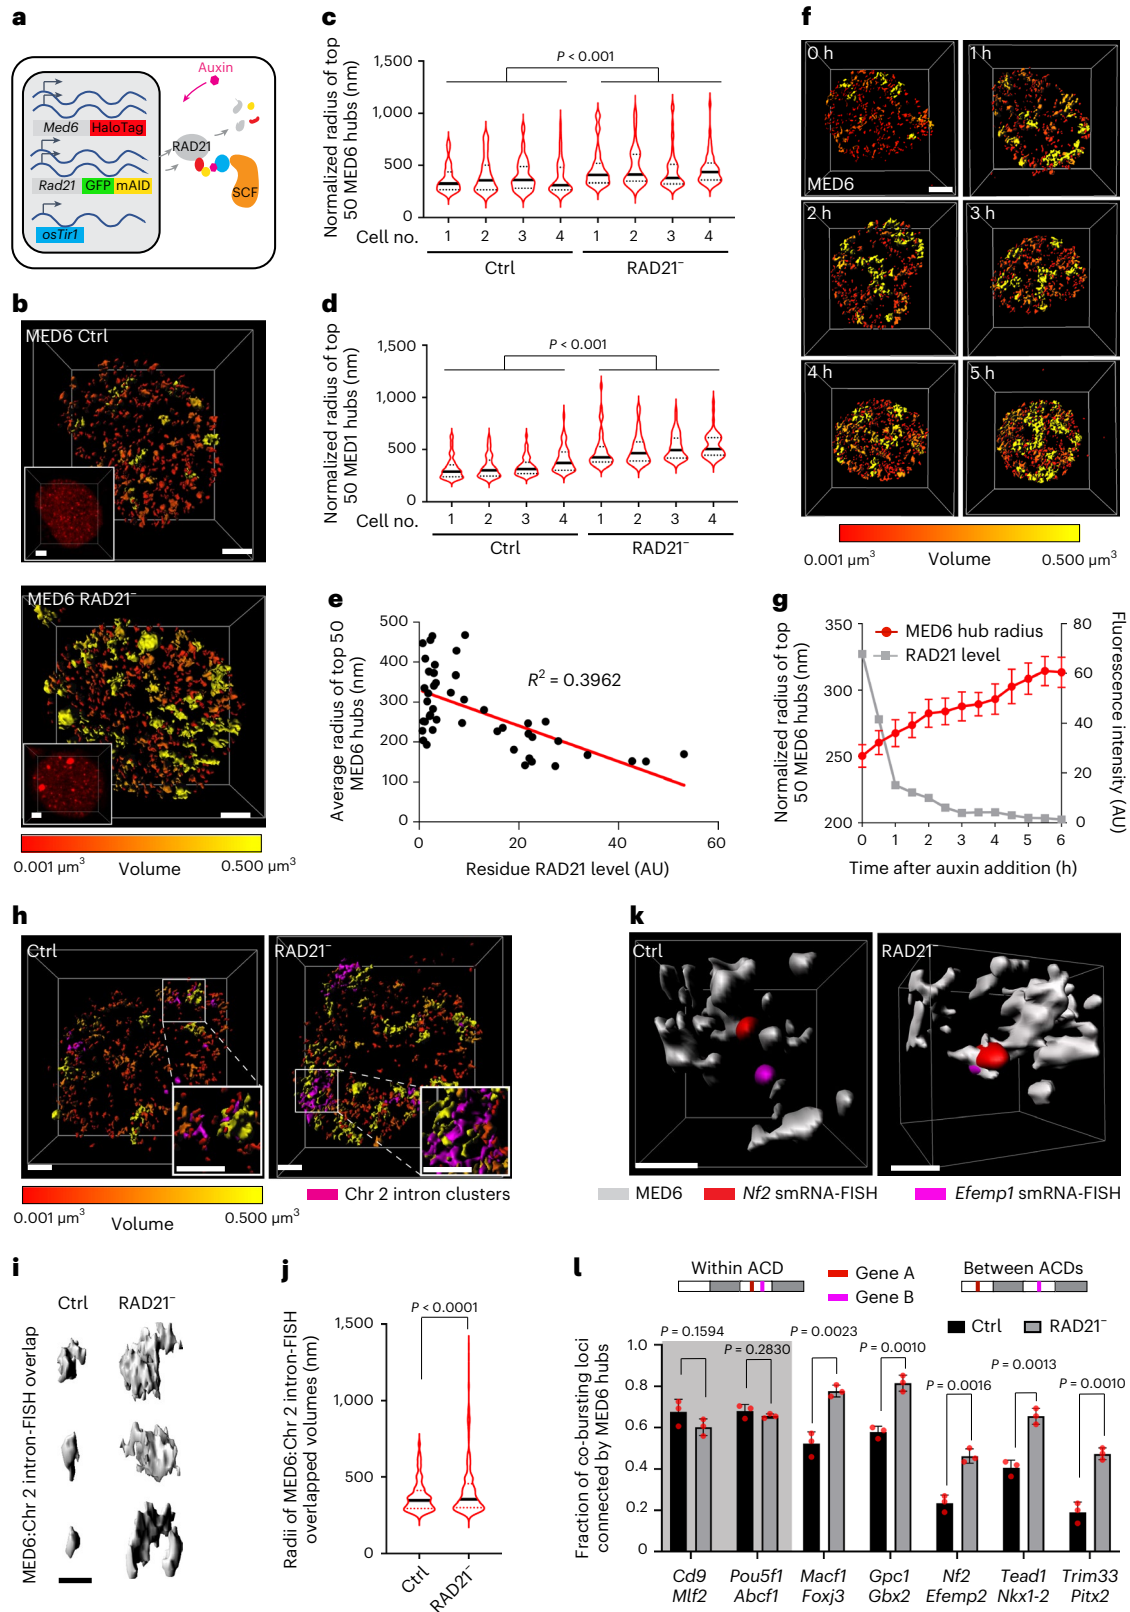 a
Auxin
Med6 HaloTag
RAD21
Rad21 GFP mAID
SCF
osTir1
b
MED6 Ctrl
MED6 RAD21⁻
0.001 µm³ Volume 0.500 µm³
c
Normalized radius of top
50 MED6 hubs (nm)
P < 0.001
1,500
1,000
500
0
Cell no. 1 2 3 4 1 2 3 4
Ctrl RAD21⁻
d
Normalized radius of top
50 MED1 hubs (nm)
P < 0.001
1,500
1,000
500
0
Cell no. 1 2 3 4 1 2 3 4
Ctrl RAD21⁻
e
Average radius of top 50
MED6 hubs (nm)
500
400
300
200
100
0
R² = 0.3962
0 20 40 60
Residue RAD21 level (AU)
f
0 h
MED6
1 h
2 h
3 h
4 h
5 h
0.001 µm³ Volume 0.500 µm³
g
Normalized radius of top
50 MED6 hubs (nm)
350
300
250
200
MED6 hub radius
RAD21 level
80
60
40
20
0
Fluorescence
intensity (AU)
0 1 2 3 4 5 6
Time after auxin addition (h)
h
Ctrl
RAD21⁻
0.001 µm³ Volume 0.500 µm³
Chr 2 intron clusters
i
Ctrl RAD21⁻
MED6:Chr 2 intron-FISH overlap
j
Radii of MED6:Chr 2 intron-FISH
overlapped volumes (nm)
P < 0.0001
1,500
1,000
500
0
Ctrl RAD21⁻
k
Ctrl
RAD21⁻
MED6 Nf2 smRNA-FISH Efemp1 smRNA-FISH
l
Within ACD
Gene A
Gene B
Between ACDs
Ctrl RAD21⁻
Fraction of co-bursting loci
connected by MED6 hubs
1.0
0.8
0.6
0.4
0.2
0
P = 0.1594
P = 0.2830
P = 0.0023
P = 0.0010
P = 0.0016
P = 0.0013
P = 0.0010
Cd9 Pou5f1 Macf1 Gpc1 Nf2 Tead1 Trim33
Mlf2 Abcf1 Foxj3 Gbx2 Efemp2 Nkx1-2 Pitx2